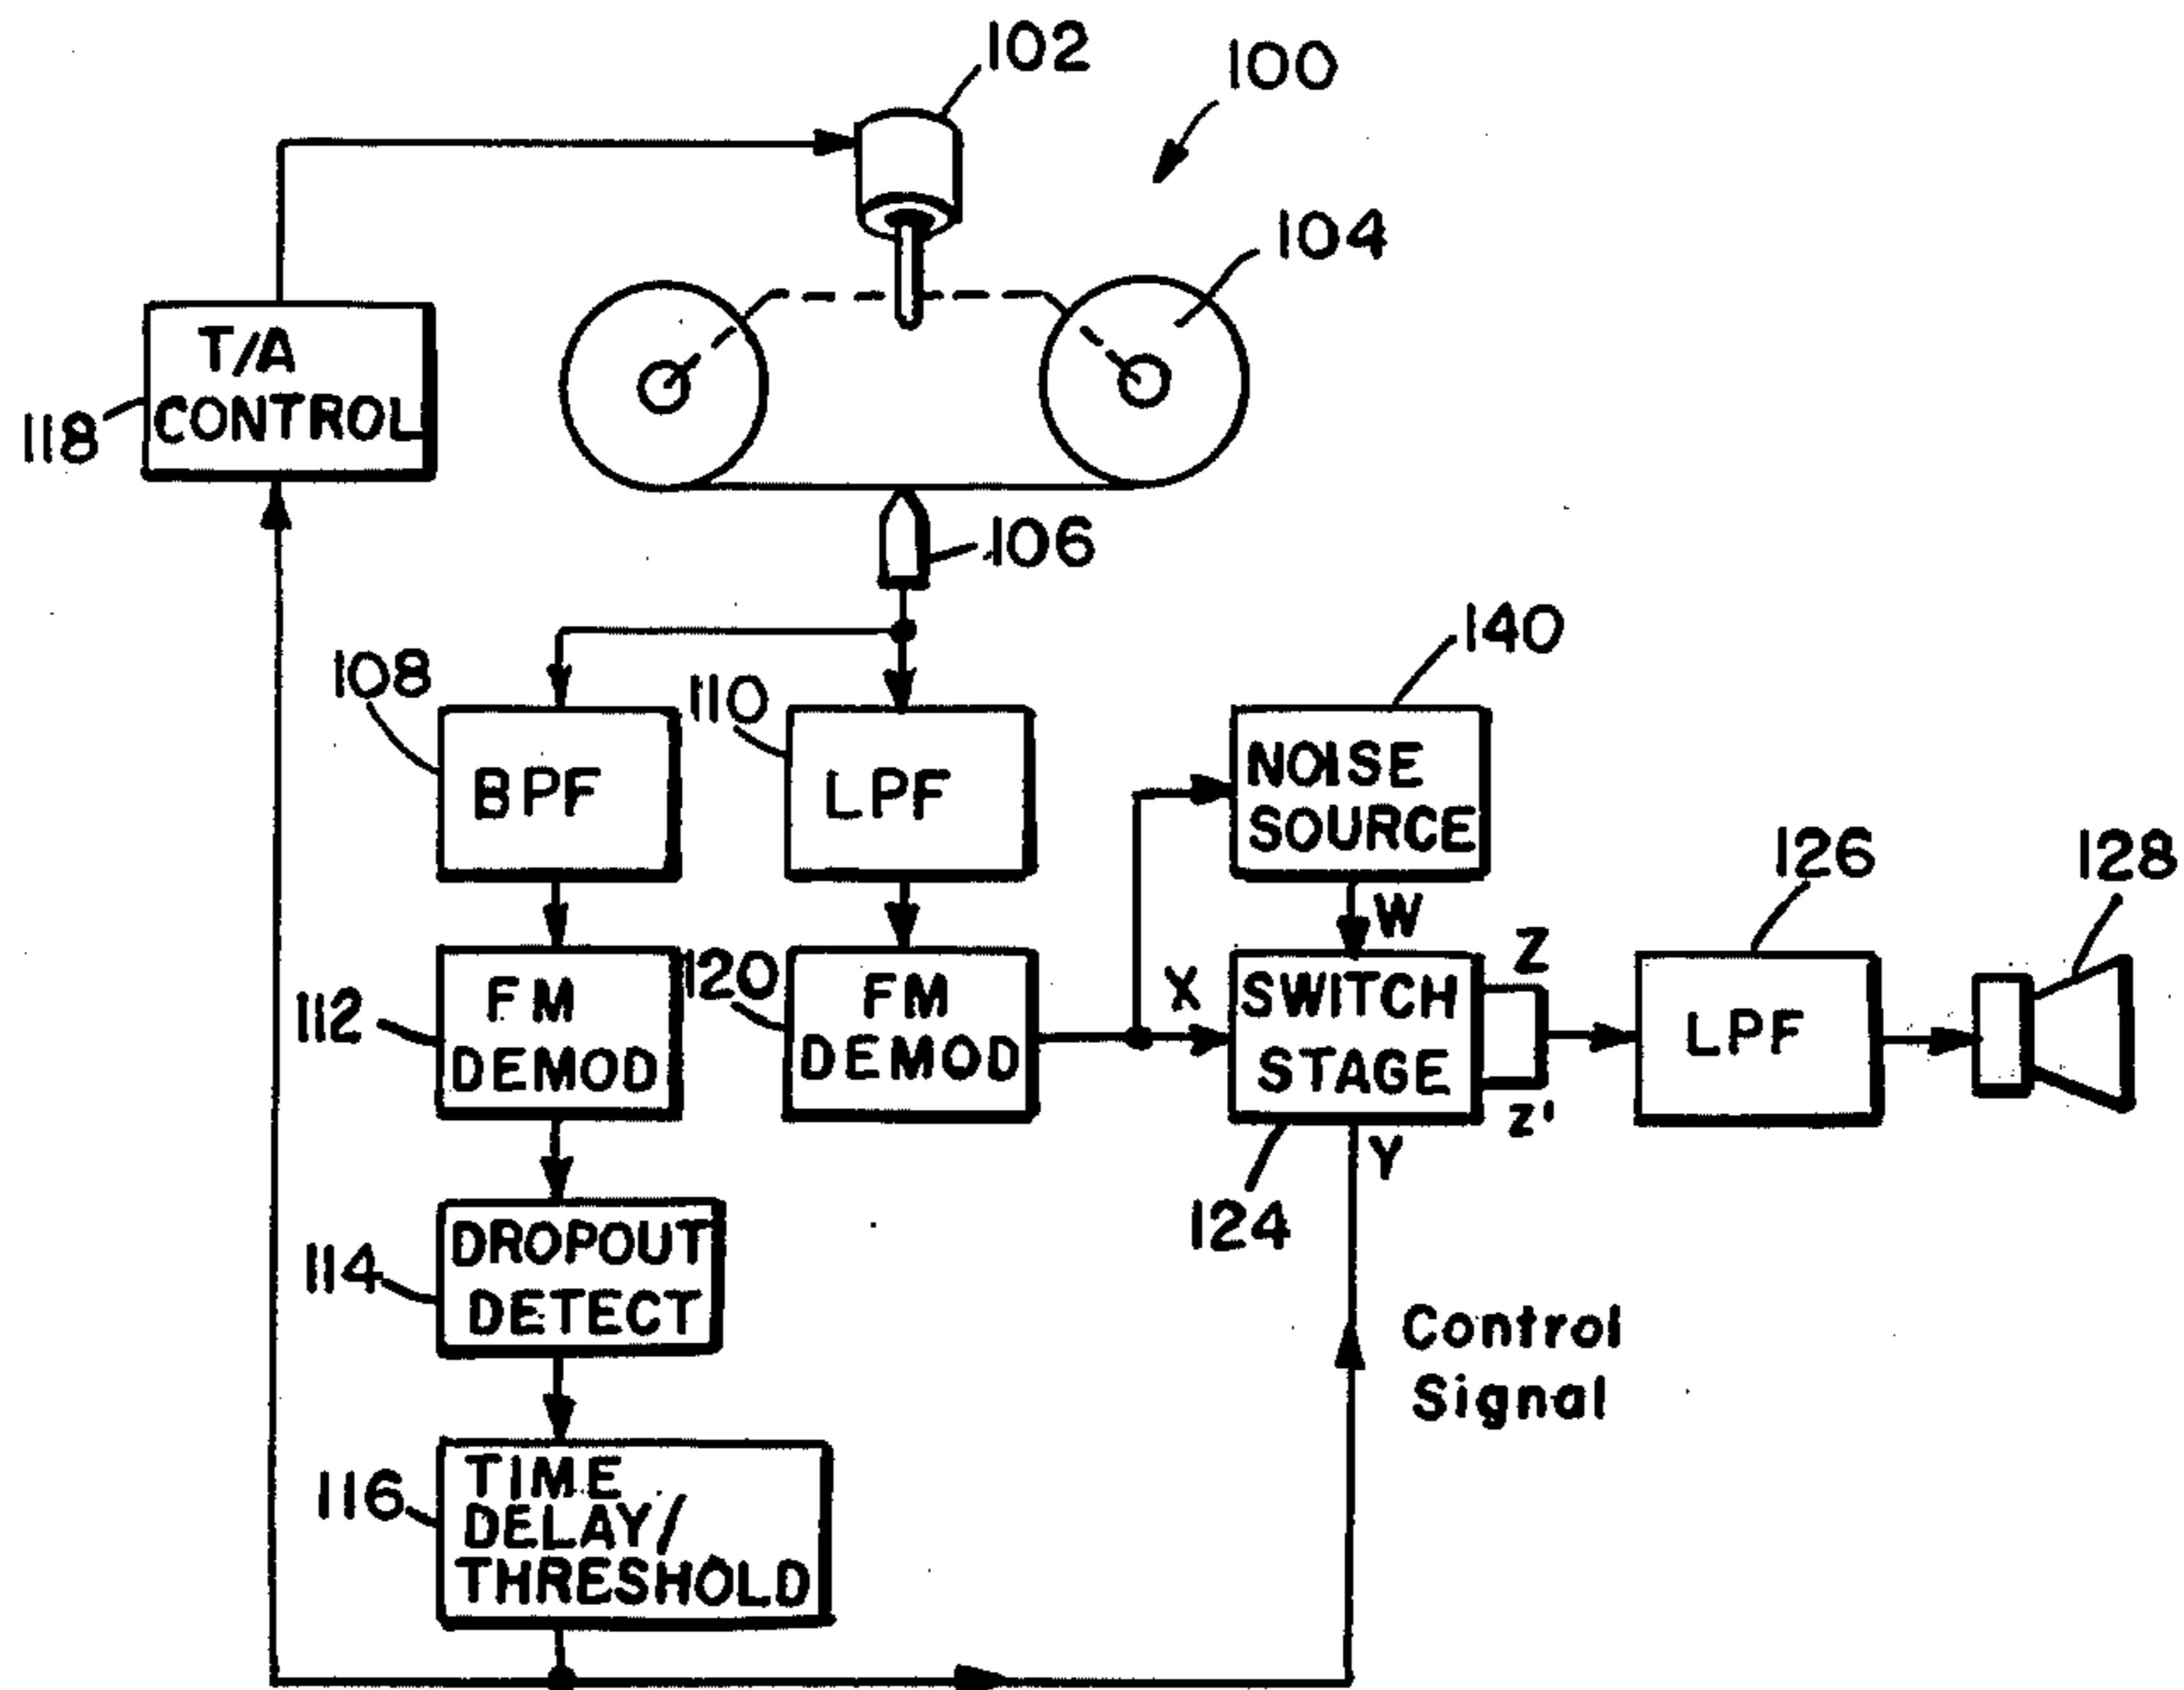 102
100
104
T/A
CONTROL
118
106
140
108
110
BPF
LPF
NOISE
SOURCE
126
128
W
Z
120
X
112
FM
DEMOD
FM
DEMOD
SWITCH
STAGE
LPF
Z'
Y
124
114
DROPOUT
DETECT
Control
Signal
116
TIME
DELAY/
THRESHOLD